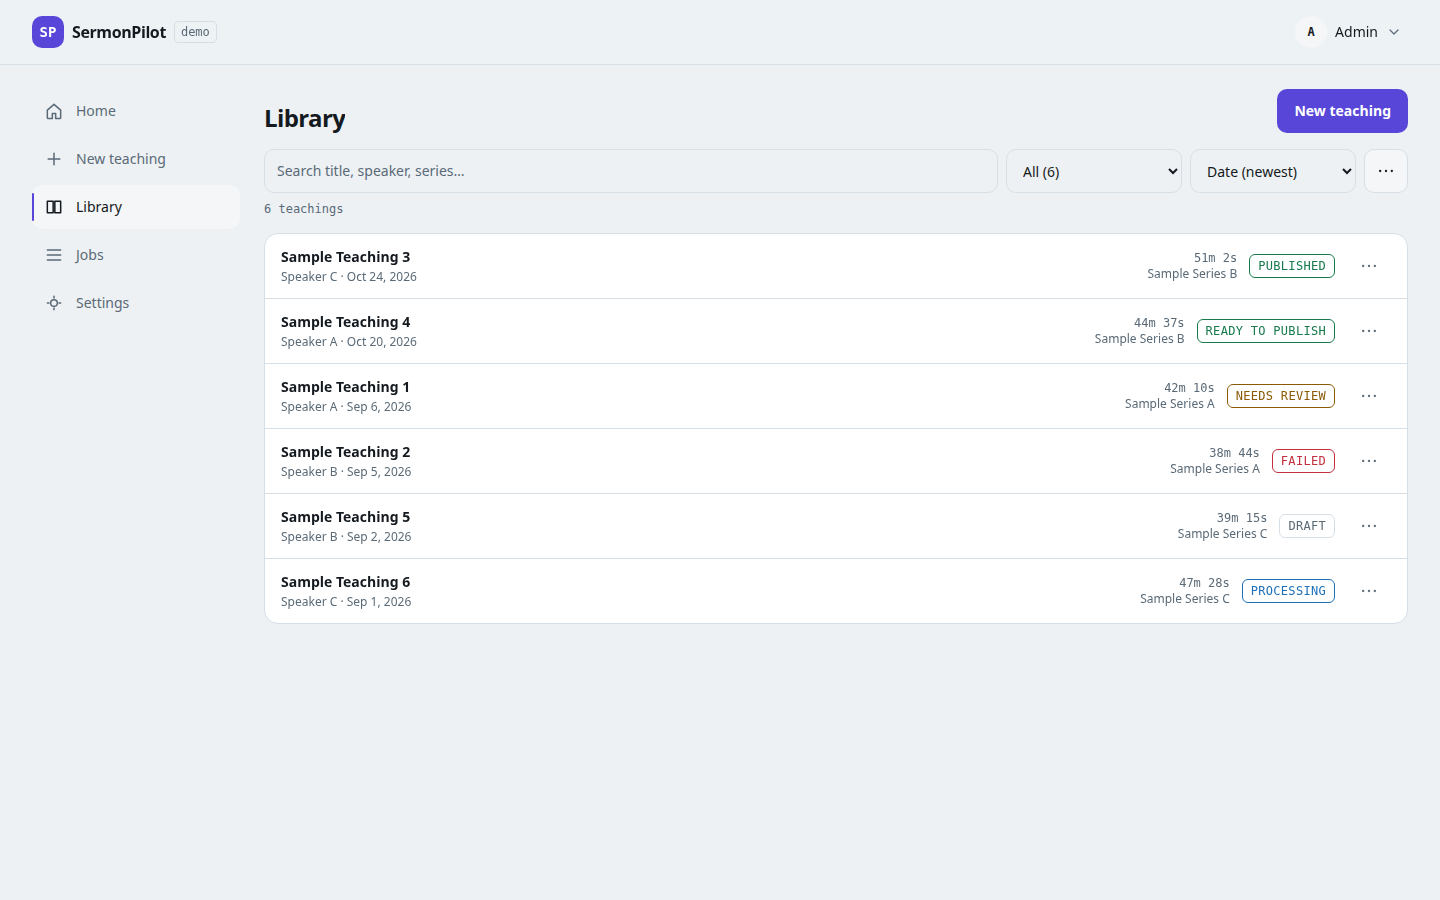 SP SermonPilot demo
A Admin
Home
New teaching
Library
Jobs
Settings
Library
New teaching
Search title, speaker, series...
All (6)
Date (newest)
6 teachings
Sample Teaching 3
Speaker C · Oct 24, 2026
51m 2s
Sample Series B
PUBLISHED
Sample Teaching 4
Speaker A · Oct 20, 2026
44m 37s
Sample Series B
READY TO PUBLISH
Sample Teaching 1
Speaker A · Sep 6, 2026
42m 10s
Sample Series A
NEEDS REVIEW
Sample Teaching 2
Speaker B · Sep 5, 2026
38m 44s
Sample Series A
FAILED
Sample Teaching 5
Speaker B · Sep 2, 2026
39m 15s
Sample Series C
DRAFT
Sample Teaching 6
Speaker C · Sep 1, 2026
47m 28s
Sample Series C
PROCESSING